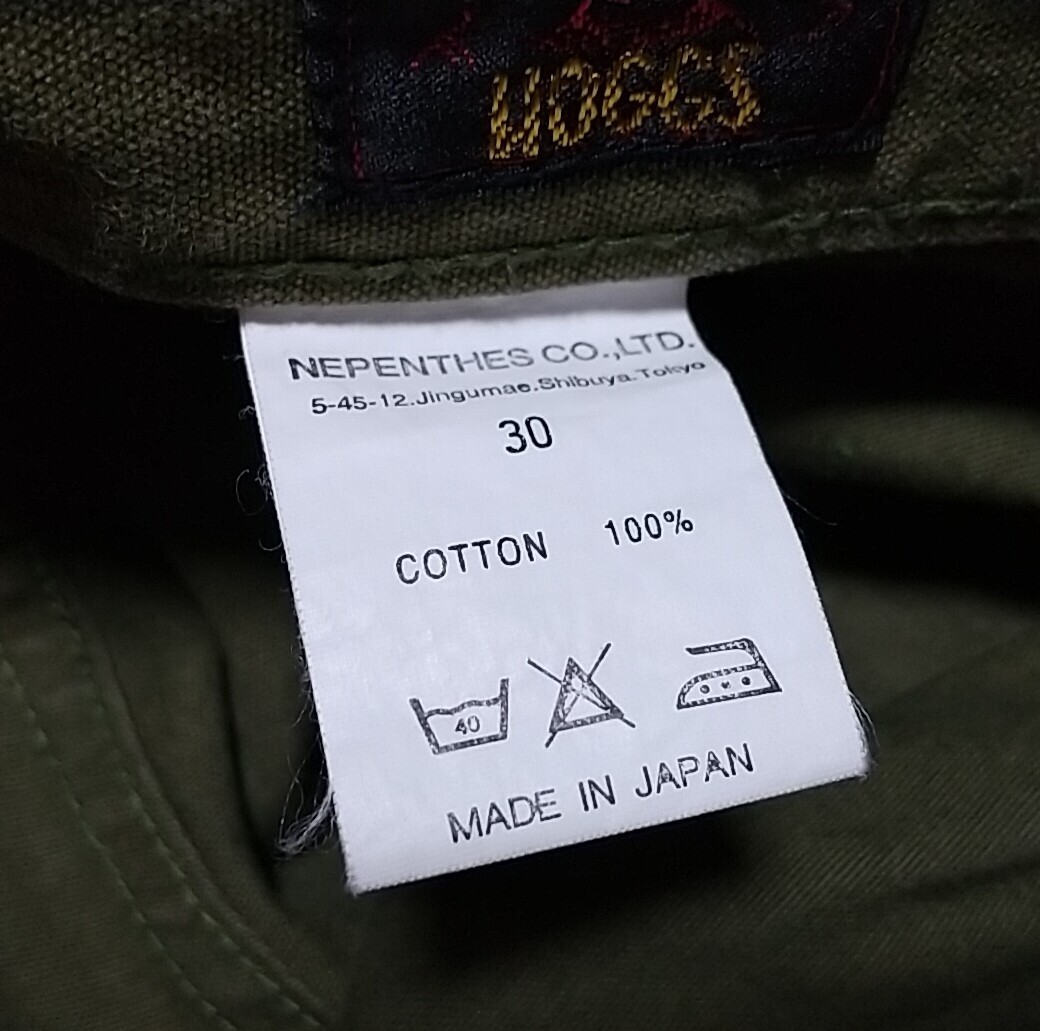 HOGGS
NEPENTHES CO.,LTD.
5-45-12.Jingumae.Shibuya.Tokyo
30
COTTON 100%
40
MADE IN JAPAN